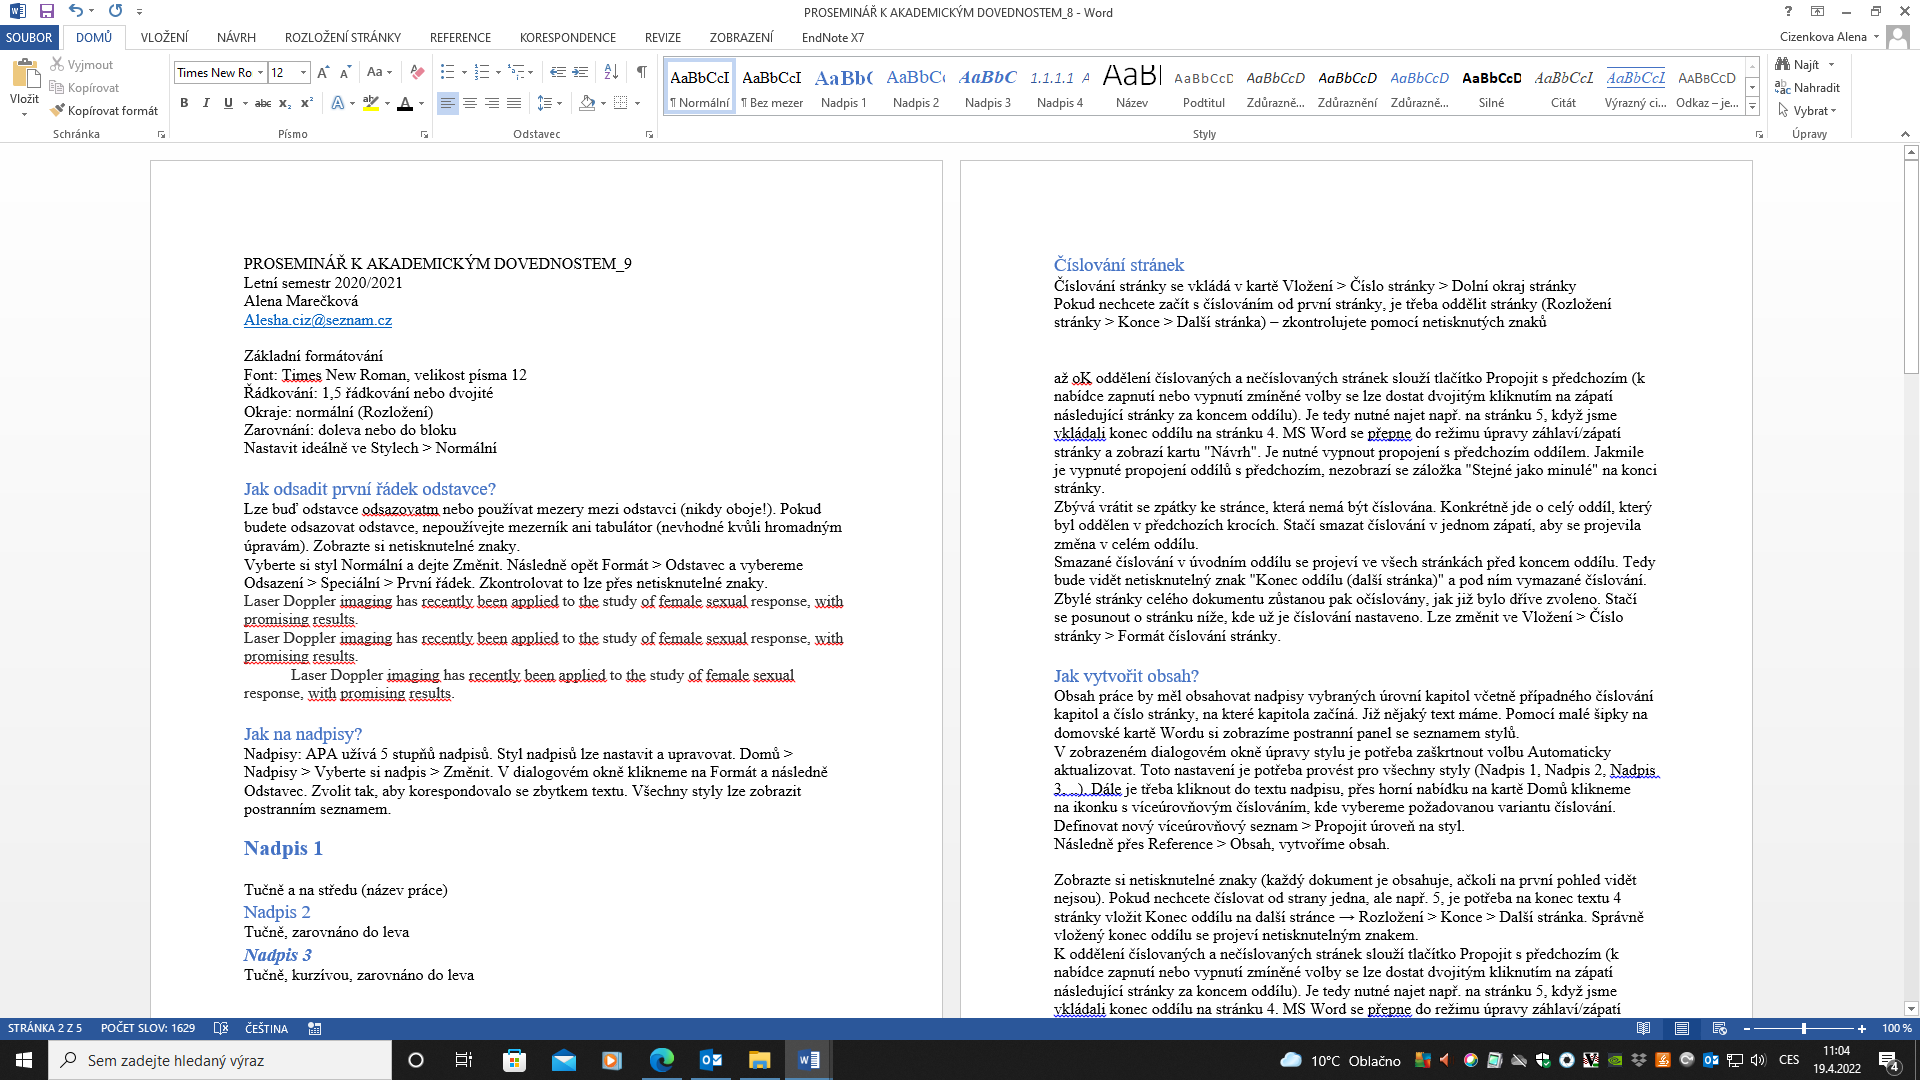 PROSEMINÁŘ K AKADEMICKÝM DOVEDNOSTEM_8 - Word
SOUBOR DOMŮ VLOŽENÍ NÁVRH ROZLOŽENÍ STRÁNKY REFERENCE KORESPONDENCE REVIZE ZOBRAZENÍ EndNote X7 Cizenkova Alena
Vložit
Vyjmout
Kopírovat
Kopírovat formát
Schránka
Times New Ro 12
Písmo
Odstavec
AaBbCcI AaBbCcI AaBbC AaBbCc AaBbC 1.1.1.1 A AaBl AaBbCcD AaBbCcD AaBbCcD AaBbCcD AaBbCcD AaBbCcL AaBbCcL AaBbCcD
¶ Normální ¶ Bez mezer Nadpis 1 Nadpis 2 Nadpis 3 Nadpis 4 Název Podtitul Zdůrazně... Zdůraznění Zdůrazně... Silné Citát Výrazný ci... Odkaz – je...
Styly
Najít
Nahradit
Vybrat
Úpravy
PROSEMINÁŘ K AKADEMICKÝM DOVEDNOSTEM_9
Letní semestr 2020/2021
Alena Marečková
Alesha.ciz@seznam.cz
Základní formátování
Font: Times New Roman, velikost písma 12
Řádkování: 1,5 řádkování nebo dvojité
Okraje: normální (Rozložení)
Zarovnání: doleva nebo do bloku
Nastavit ideálně ve Stylech > Normální
Jak odsadit první řádek odstavce?
Lze buď odstavce odsazovatm nebo používat mezery mezi odstavci (nikdy oboje!). Pokud
budete odsazovat odstavce, nepoužívejte mezerník ani tabulátor (nevhodné kvůli hromadným
úpravám). Zobrazte si netisknutelné znaky.
Vyberte si styl Normální a dejte Změnit. Následně opět Formát > Odstavec a vybereme
Odsazení > Speciální > První řádek. Zkontrolovat to lze přes netisknutelné znaky.
Laser Doppler imaging has recently been applied to the study of female sexual response, with
promising results.
Laser Doppler imaging has recently been applied to the study of female sexual response, with
promising results.
Laser Doppler imaging has recently been applied to the study of female sexual
response, with promising results.
Jak na nadpisy?
Nadpisy: APA užívá 5 stupňů nadpisů. Styl nadpisů lze nastavit a upravovat. Domů >
Nadpisy > Vyberte si nadpis > Změnit. V dialogovém okně klikneme na Formát a následně
Odstavec. Zvolit tak, aby korespondovalo se zbytkem textu. Všechny styly lze zobrazit
postranním seznamem.
Nadpis 1
Tučně a na středu (název práce)
Nadpis 2
Tučně, zarovnáno do leva
Nadpis 3
Tučně, kurzívou, zarovnáno do leva
Číslování stránek
Číslování stránky se vkládá v kartě Vložení > Číslo stránky > Dolní okraj stránky
Pokud nechcete začít s číslováním od první stránky, je třeba oddělit stránky (Rozložení
stránky > Konce > Další stránka) – zkontrolujete pomocí netisknutých znaků
až oK oddělení číslovaných a nečíslovaných stránek slouží tlačítko Propojit s předchozím (k
nabídce zapnutí nebo vypnutí zmíněné volby se lze dostat dvojitým kliknutím na zápatí
následující stránky za koncem oddílu). Je tedy nutné najet např. na stránku 5, když jsme
vkládali konec oddílu na stránku 4. MS Word se přepne do režimu úpravy záhlaví/zápatí
stránky a zobrazí kartu "Návrh". Je nutné vypnout propojení s předchozím oddílem. Jakmile
je vypnuté propojení oddílů s předchozím, nezobrazí se záložka "Stejné jako minulé" na konci
stránky.
Zbývá vrátit se zpátky ke stránce, která nemá být číslována. Konkrétně jde o celý oddíl, který
byl oddělen v předchozích krocích. Stačí smazat číslování v jednom zápatí, aby se projevila
změna v celém oddílu.
Smazané číslování v úvodním oddílu se projeví ve všech stránkách před koncem oddílu. Tedy
bude vidět netisknutelný znak "Konec oddílu (další stránka)" a pod ním vymazané číslování.
Zbylé stránky celého dokumentu zůstanou pak očíslovány, jak již bylo dříve zvoleno. Stačí
se posunout o stránku níže, kde už je číslování nastaveno. Lze změnit ve Vložení > Číslo
stránky > Formát číslování stránky.
Jak vytvořit obsah?
Obsah práce by měl obsahovat nadpisy vybraných úrovní kapitol včetně případného číslování
kapitol a číslo stránky, na které kapitola začíná. Již nějaký text máme. Pomocí malé šipky na
domovské kartě Wordu si zobrazíme postranní panel se seznamem stylů.
V zobrazeném dialogovém okně úpravy stylu je potřeba zaškrtnout volbu Automaticky
aktualizovat. Toto nastavení je potřeba provést pro všechny styly (Nadpis 1, Nadpis 2, Nadpis
3, ..). Dále je třeba kliknout do textu nadpisu, přes horní nabídku na kartě Domů klikneme
na ikonku s víceúrovňovým číslováním, kde vybereme požadovanou variantu číslování.
Definovat nový víceúrovňový seznam > Propojit úroveň na styl.
Následně přes Reference > Obsah, vytvoříme obsah.
Zobrazte si netisknutelné znaky (každý dokument je obsahuje, ačkoli na první pohled vidět
nejsou). Pokud nechcete číslovat od strany jedna, ale např. 5, je potřeba na konec textu 4
stránky vložit Konec oddílu na další stránce → Rozložení > Konce > Další stránka. Správně
vložený konec oddílu se projeví netisknutelným znakem.
K oddělení číslovaných a nečíslovaných stránek slouží tlačítko Propojit s předchozím (k
nabídce zapnutí nebo vypnutí zmíněné volby se lze dostat dvojitým kliknutím na zápatí
následující stránky za koncem oddílu). Je tedy nutné najet např. na stránku 5, když jsme
vkládali konec oddílu na stránku 4. MS Word se přepne do režimu úpravy záhlaví/zápatí
STRÁNKA 2 Z 5 POČET SLOV: 1629 ČEŠTINA 100 %
Sem zadejte hledaný výraz
10°C Oblačno
CES
11:04
19.4.2022
4